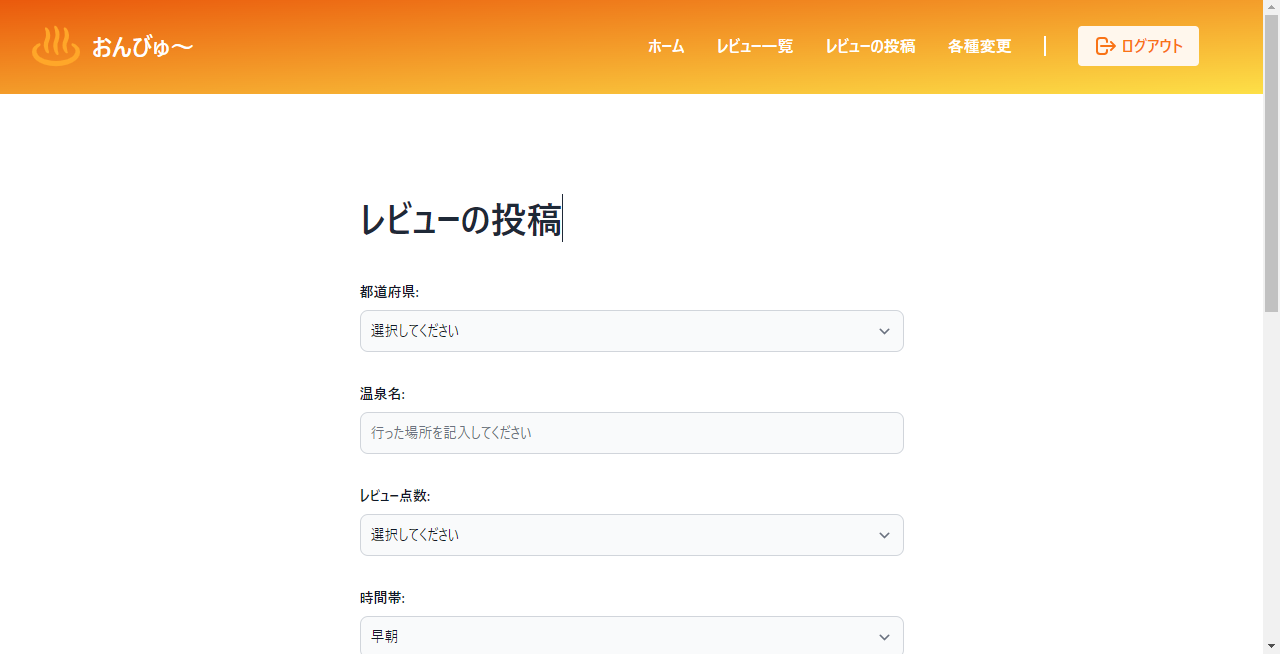 おんびゅ～
ホーム レビュー一覧 レビューの投稿 各種変更 | ログアウト
レビューの投稿
都道府県:
選択してください
温泉名:
行った場所を記入してください
レビュー点数:
選択してください
時間帯:
早朝